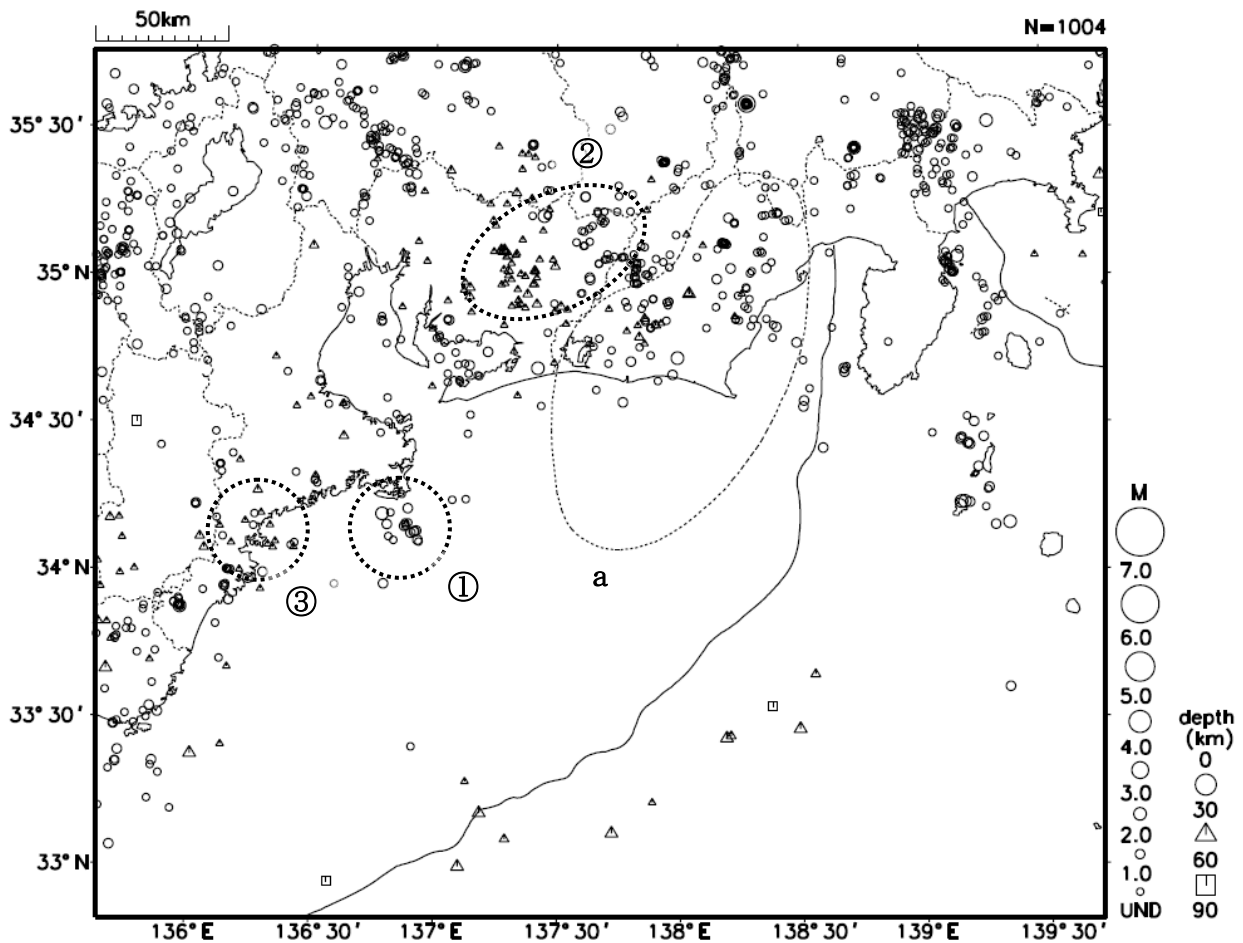 50km
N=1004
35° 30′
35° N
34° 30′
34° N
33° 30′
33° N
②
③
①
a
136° E
136° 30′
137° E
137° 30′
138° E
138° 30′
139° E
139° 30′
M
7.0
6.0
5.0
4.0
3.0
2.0
1.0
UND
depth
(km)
0
30
60
90